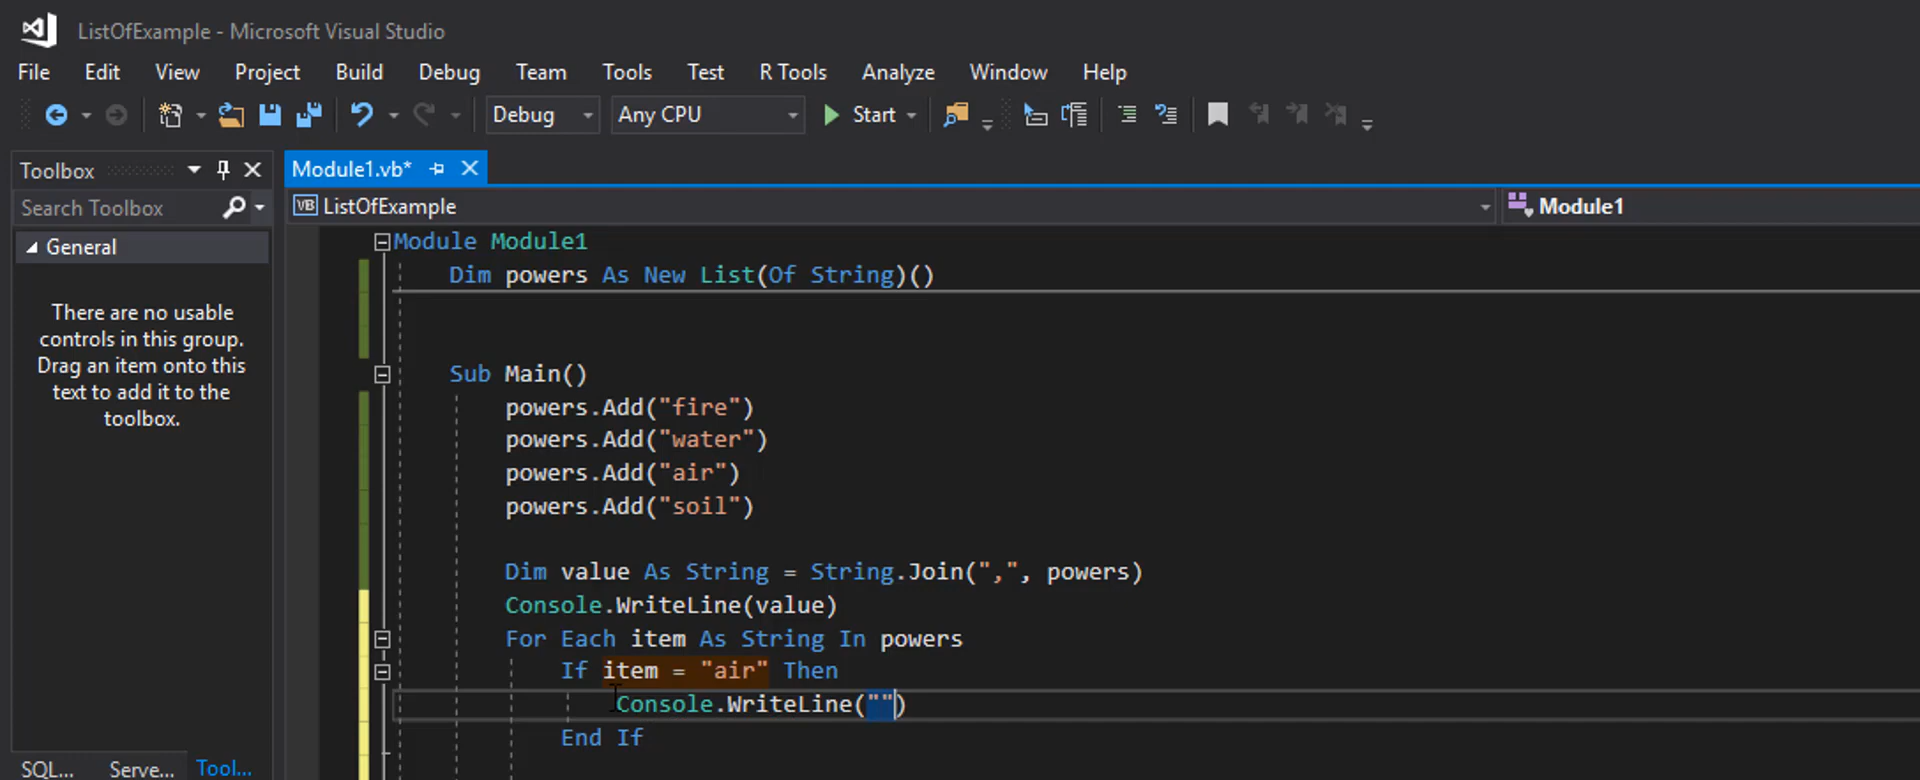 ListOfExample - Microsoft Visual Studio
File Edit View Project Build Debug Team Tools Test R Tools Analyze Window Help
Debug Any CPU Start
Toolbox
Search Toolbox
General
There are no usable
controls in this group.
Drag an item onto this
text to add it to the
toolbox.
SQL... Serve... Tool...
Module1.vb*
VB ListOfExample Module1
Module Module1
Dim powers As New List(Of String)()
Sub Main()
powers.Add("fire")
powers.Add("water")
powers.Add("air")
powers.Add("soil")
Dim value As String = String.Join(",", powers)
Console.WriteLine(value)
For Each item As String In powers
If item = "air" Then
Console.WriteLine("")
End If